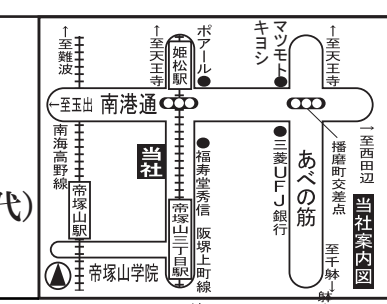 ↑至難波
↑至天王寺
姫松駅
ポアール
マツモトキヨシ
↑至天王寺
←至玉出 南港通
南海高野線
当社
福寿堂秀信
三菱UFJ銀行
あべの筋
播磨町交差点
→至西田辺
当社案内図
帝塚山駅
帝塚山三丁目駅
阪堺上町線
至千躰↓
帝塚山学院
代)
躰